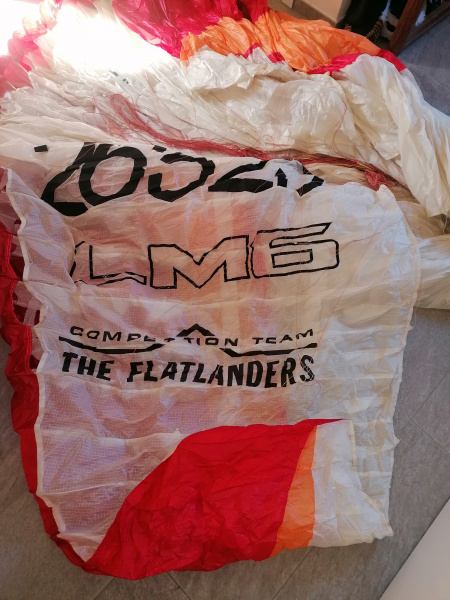 LM6
COMPETITION TEAM
THE FLATLANDERS